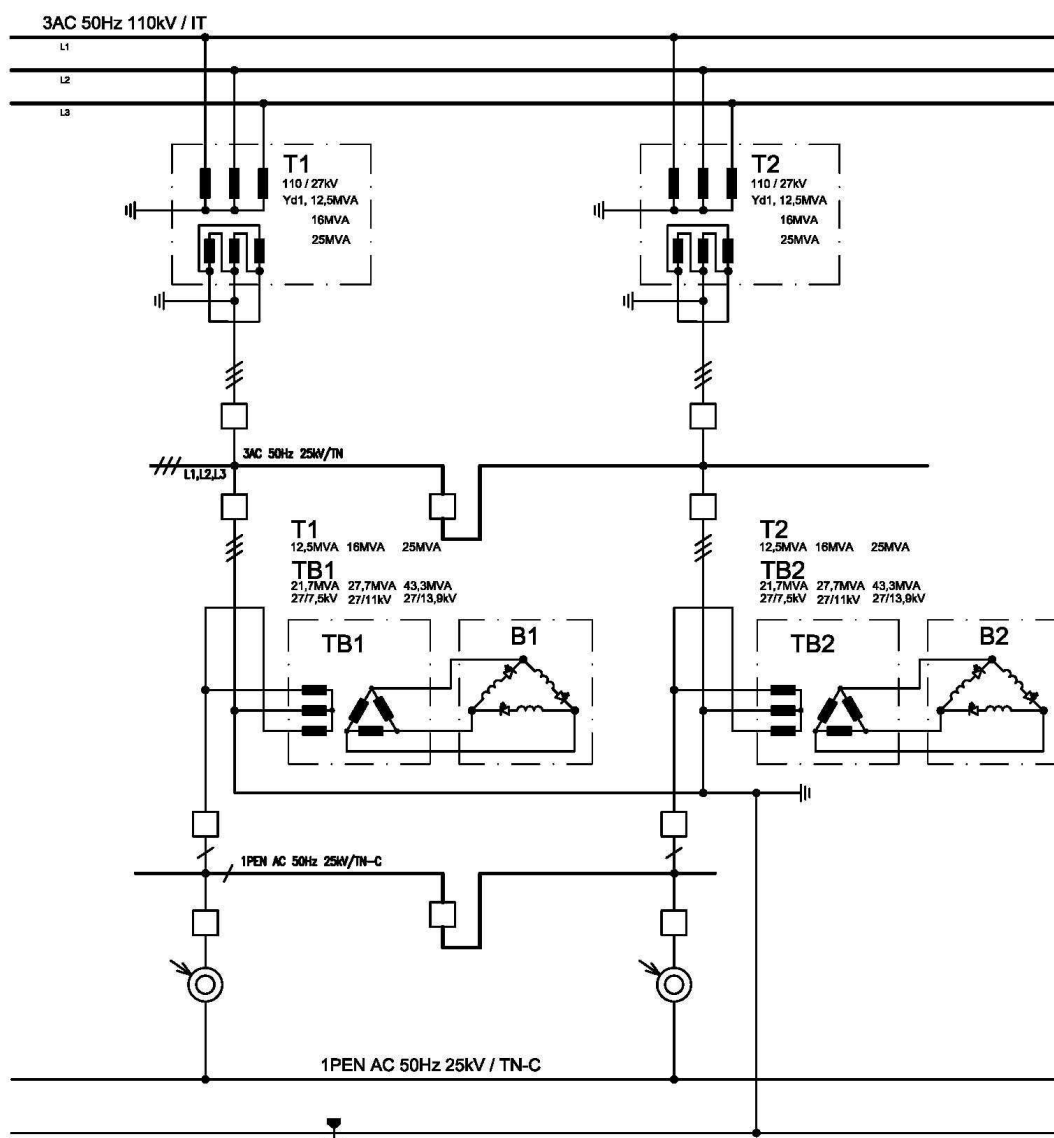 3AC 50Hz 110kV / IT
L1
L2
L3
T1
110 / 27kV
Yd1, 12,5MVA
16MVA
25MVA
T2
110 / 27kV
Yd1, 12,5MVA
16MVA
25MVA
3AC 50Hz 25kV/TN
L1,L2,L3
T1
12,5MVA 16MVA 25MVA
TB1
21,7MVA 27,7MVA 43,3MVA
27/7,5kV 27/11kV 27/13,9kV
T2
12,5MVA 16MVA 25MVA
TB2
21,7MVA 27,7MVA 43,3MVA
27/7,5kV 27/11kV 27/13,9kV
TB1
B1
TB2
B2
1PEN AC 50Hz 25kV/TN-C
1PEN AC 50Hz 25kV / TN-C